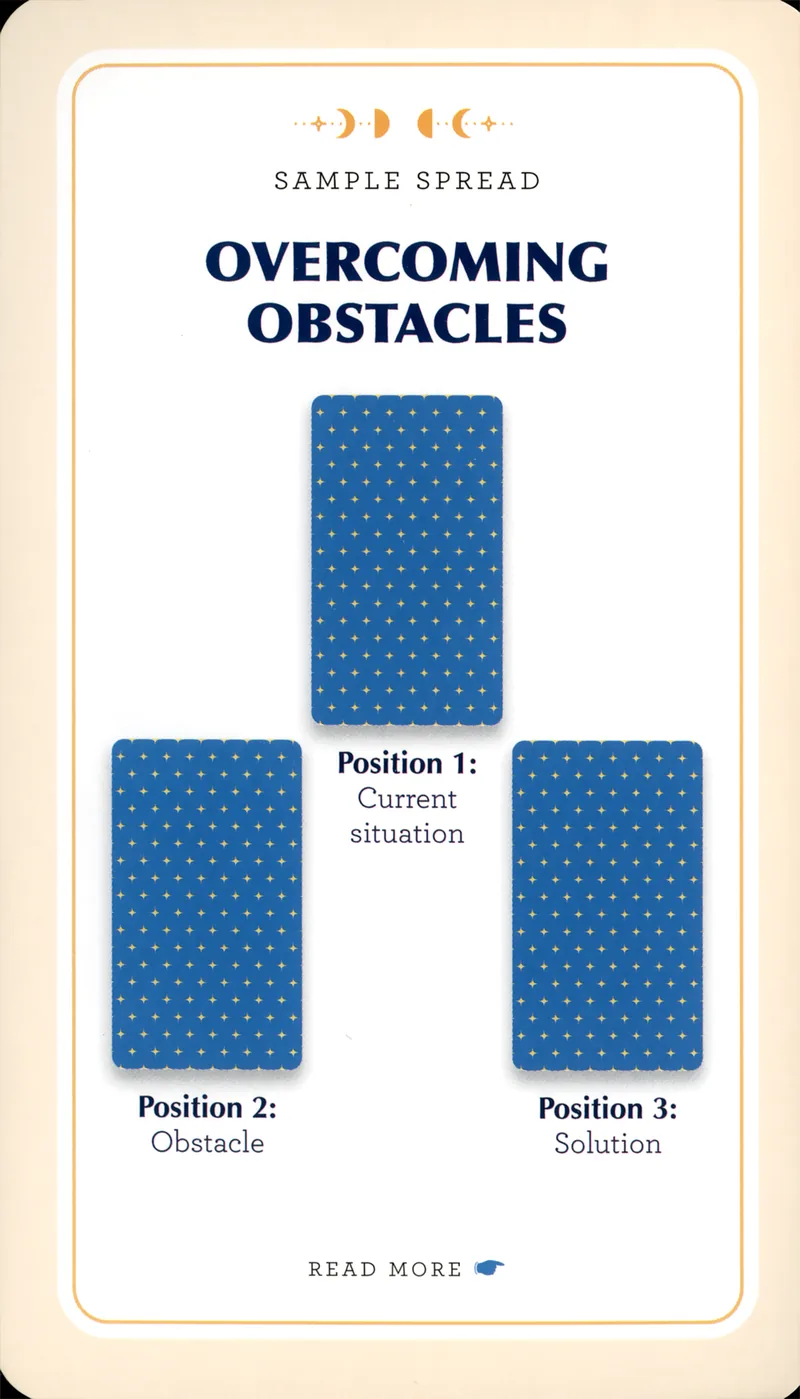 SAMPLE SPREAD
OVERCOMING
OBSTACLES
Position 1:
Current
situation
Position 2:
Obstacle
Position 3:
Solution
READ MORE